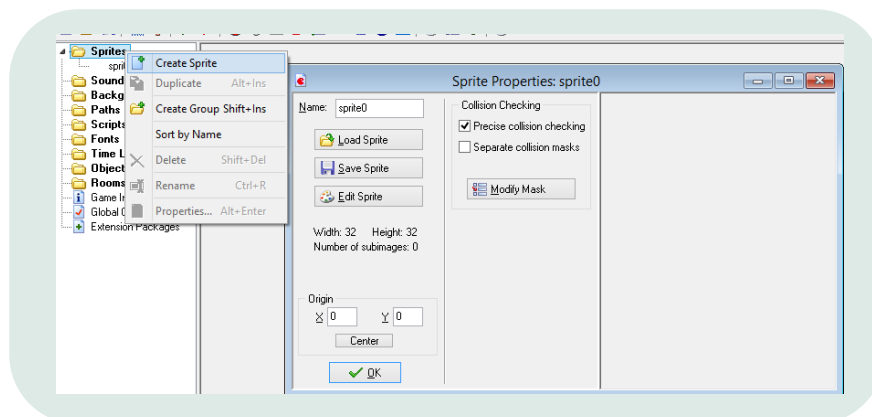 Sprites
Sound
Backg
Paths
Scripts
Fonts
Time L
Object
Rooms
Game In
Global G
Extension Packages
Create Sprite
Duplicate Alt+Ins
Create Group Shift+Ins
Sort by Name
Delete Shift+Del
Rename Ctrl+R
Properties... Alt+Enter
Sprite Properties: sprite0
Name: sprite0
Load Sprite
Save Sprite
Edit Sprite
Width: 32 Height: 32
Number of subimages: 0
Origin
X 0 Y 0
Center
OK
Collision Checking
Precise collision checking
Separate collision masks
Modify Mask